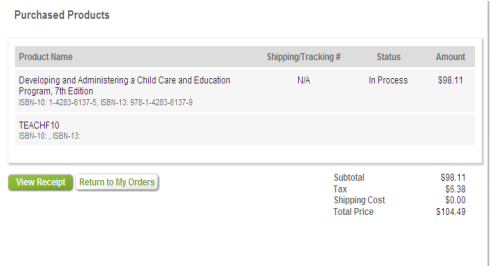 Purchased Products
Product Name Shipping/Tracking # Status Amount
Developing and Administering a Child Care and Education N/A In Process $98.11
Program, 7th Edition
ISBN-10: 1-4283-6137-5, ISBN-13: 978-1-4283-6137-9
TEACHF10
ISBN-10: , ISBN-13:
View Receipt Return to My Orders
Subtotal $98.11
Tax $6.38
Shipping Cost $0.00
Total Price $104.49